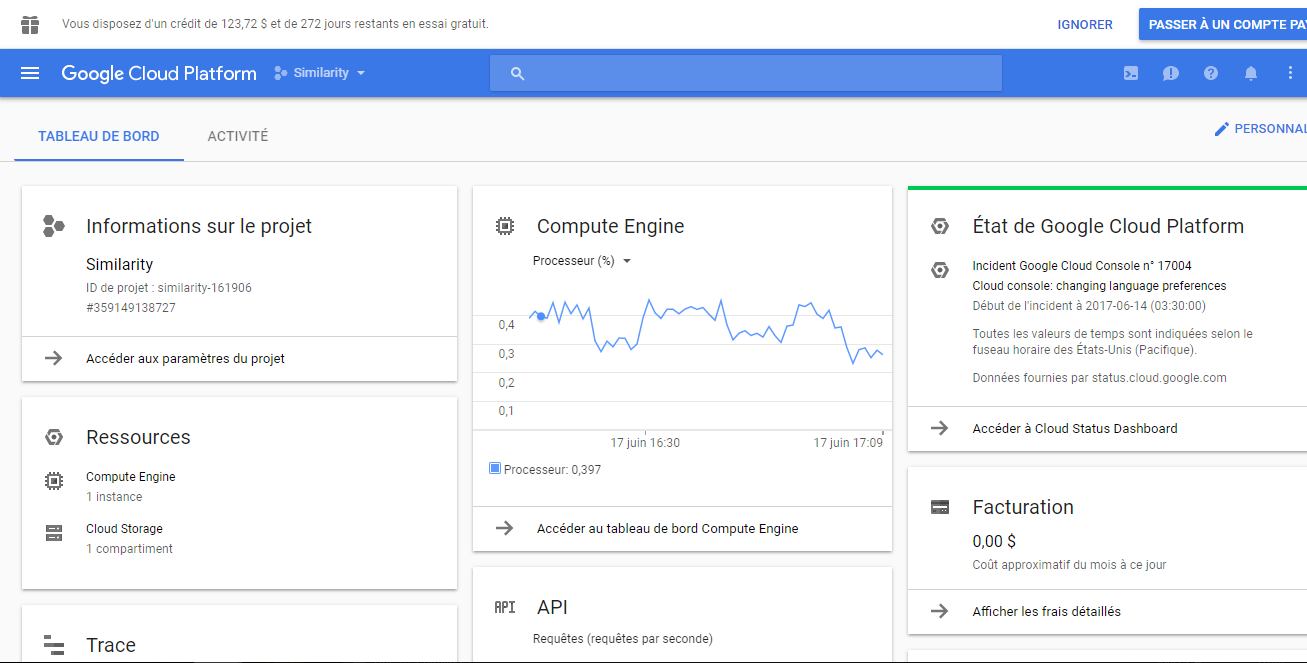 Vous disposez d'un crédit de 123,72 $ et de 272 jours restants en essai gratuit.
IGNORER
PASSER À UN COMPTE PA
Google Cloud Platform
Similarity
TABLEAU DE BORD
ACTIVITÉ
PERSONNAL
Informations sur le projet
Similarity
ID de projet : similarity-161906
#359149138727
Accéder aux paramètres du projet
Ressources
Compute Engine
1 instance
Cloud Storage
1 compartiment
Trace
Compute Engine
Processeur (%)
0,4
0,3
0,2
0,1
17 juin 16:30
17 juin 17:09
Processeur: 0,397
Accéder au tableau de bord Compute Engine
API
API
Requêtes (requêtes par seconde)
État de Google Cloud Platform
Incident Google Cloud Console n° 17004
Cloud console: changing language preferences
Début de l'incident à 2017-06-14 (03:30:00)
Toutes les valeurs de temps sont indiquées selon le
fuseau horaire des États-Unis (Pacifique).
Données fournies par status.cloud.google.com
Accéder à Cloud Status Dashboard
Facturation
0,00 $
Coût approximatif du mois à ce jour
Afficher les frais détaillés